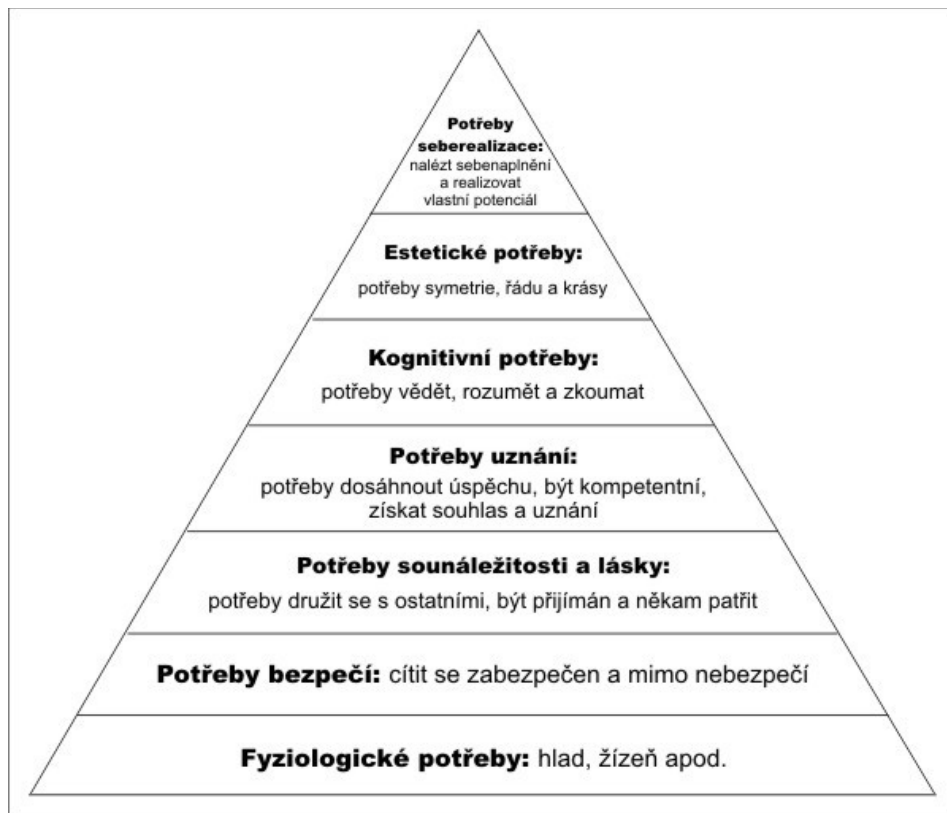 Potřeby
seberealizace:
nalézt sebenaplnění
a realizovat
vlastní potenciál
Estetické potřeby:
potřeby symetrie, řádu a krásy
Kognitivní potřeby:
potřeby vědět, rozumět a zkoumat
Potřeby uznání:
potřeby dosáhnout úspěchu, být kompetentní,
získat souhlas a uznání
Potřeby sounáležitosti a lásky:
potřeby družit se s ostatními, být přijímán a někam patřit
Potřeby bezpečí: cítit se zabezpečen a mimo nebezpečí
Fyziologické potřeby: hlad, žízeň apod.